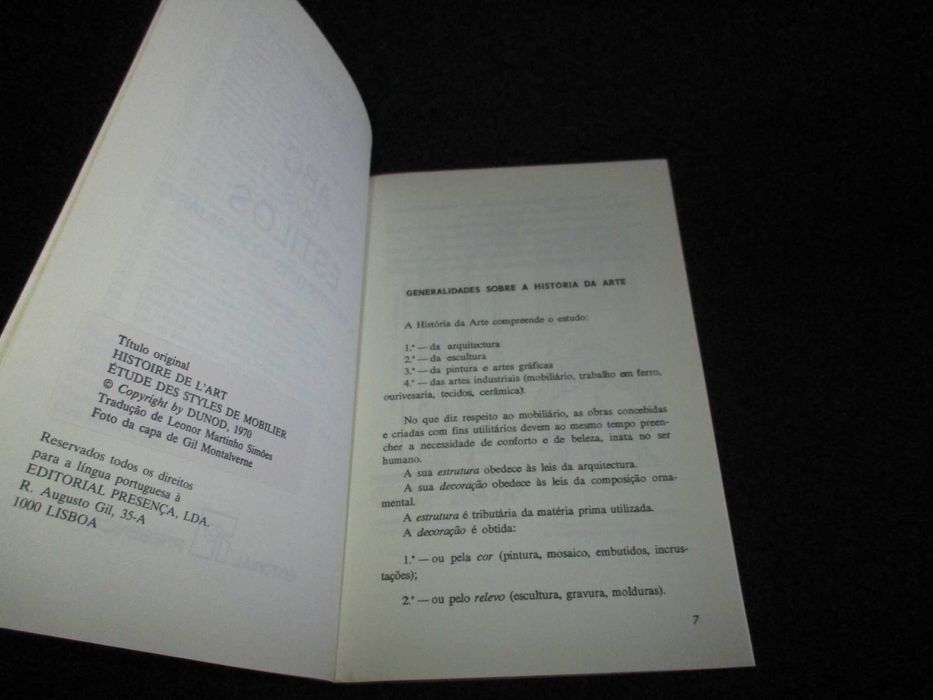 Título original
HISTOIRE DE L'ART
ÉTUDE DES STYLES DE MOBILIER
© Copyright by DUNOD, 1970
Tradução de Leonor Martinho Simões
Foto da capa de Gil Montalverne
Reservados todos os direitos
para a língua portuguesa à
EDITORIAL PRESENÇA, LDA.
R. Augusto Gil, 35-A
1000 LISBOA
GENERALIDADES SOBRE A HISTÓRIA DA ARTE
A História da Arte compreende o estudo:
1.º — da arquitectura
2.º — da escultura
3.º — da pintura e artes gráficas
4.º — das artes industriais (mobiliário, trabalho em ferro,
ourivesaria, tecidos, cerâmica).
No que diz respeito ao mobiliário, as obras concebidas
e criadas com fins utilitários devem ao mesmo tempo preen-
cher a necessidade de conforto e de beleza, inata no ser
humano.
A sua estrutura obedece às leis da arquitectura.
A sua decoração obedece às leis da composição orna-
mental.
A estrutura é tributária da matéria prima utilizada.
A decoração é obtida:
1.º — ou pela cor (pintura, mosaico, embutidos, incrus-
tações);
2.º — ou pelo relevo (escultura, gravura, molduras).
7